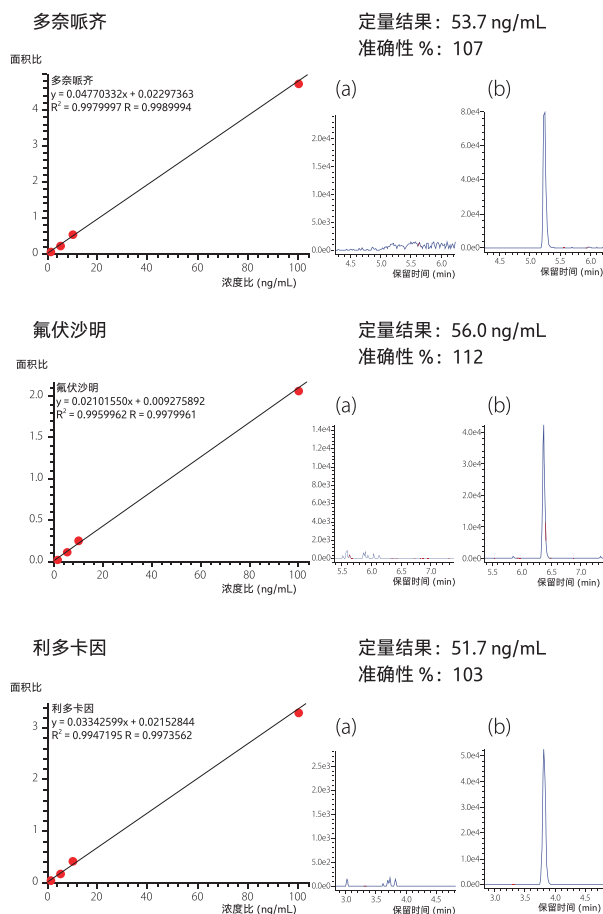 多奈哌齐
定量结果：53.7 ng/mL
准确性 %：107
面积比
多奈哌齐
y = 0.04770332x + 0.02297363
R² = 0.9979997 R = 0.9989994
4
3
2
1
0
0 20 40 60 80 100
浓度比 (ng/mL)
(a)
2.0e4
1.5e4
1.0e4
5.0e3
0.0e0
4.5 5.0 5.5 6.0
保留时间 (min)
(b)
8.0e4
6.0e4
4.0e4
2.0e4
0.0e0
4.5 5.0 5.5 6.0
保留时间 (min)
氟伏沙明
定量结果：56.0 ng/mL
准确性 %：112
面积比
氟伏沙明
y = 0.02101550x + 0.009275892
R² = 0.9959962 R = 0.9979961
2.0
1.5
1.0
0.5
0.0
0 20 40 60 80 100
浓度比 (ng/mL)
(a)
1.4e4
1.2e4
1.0e4
8.0e3
6.0e3
4.0e3
2.0e3
0.0e0
5.5 6.0 6.5 7.0
保留时间 (min)
(b)
4.0e4
3.0e4
2.0e4
1.0e4
0.0e0
5.5 6.0 6.5 7.0
保留时间 (min)
利多卡因
定量结果：51.7 ng/mL
准确性 %：103
面积比
利多卡因
y = 0.03342599x + 0.02152844
R² = 0.9947195 R = 0.9973562
3
2
1
0
0 20 40 60 80 100
浓度比 (ng/mL)
(a)
2.5e3
2.0e3
1.5e3
1.0e3
5.0e2
0.0e0
3.0 3.5 4.0 4.5
保留时间 (min)
(b)
5.0e4
4.0e4
3.0e4
2.0e4
1.0e4
0.0e0
3.0 3.5 4.0 4.5
保留时间 (min)